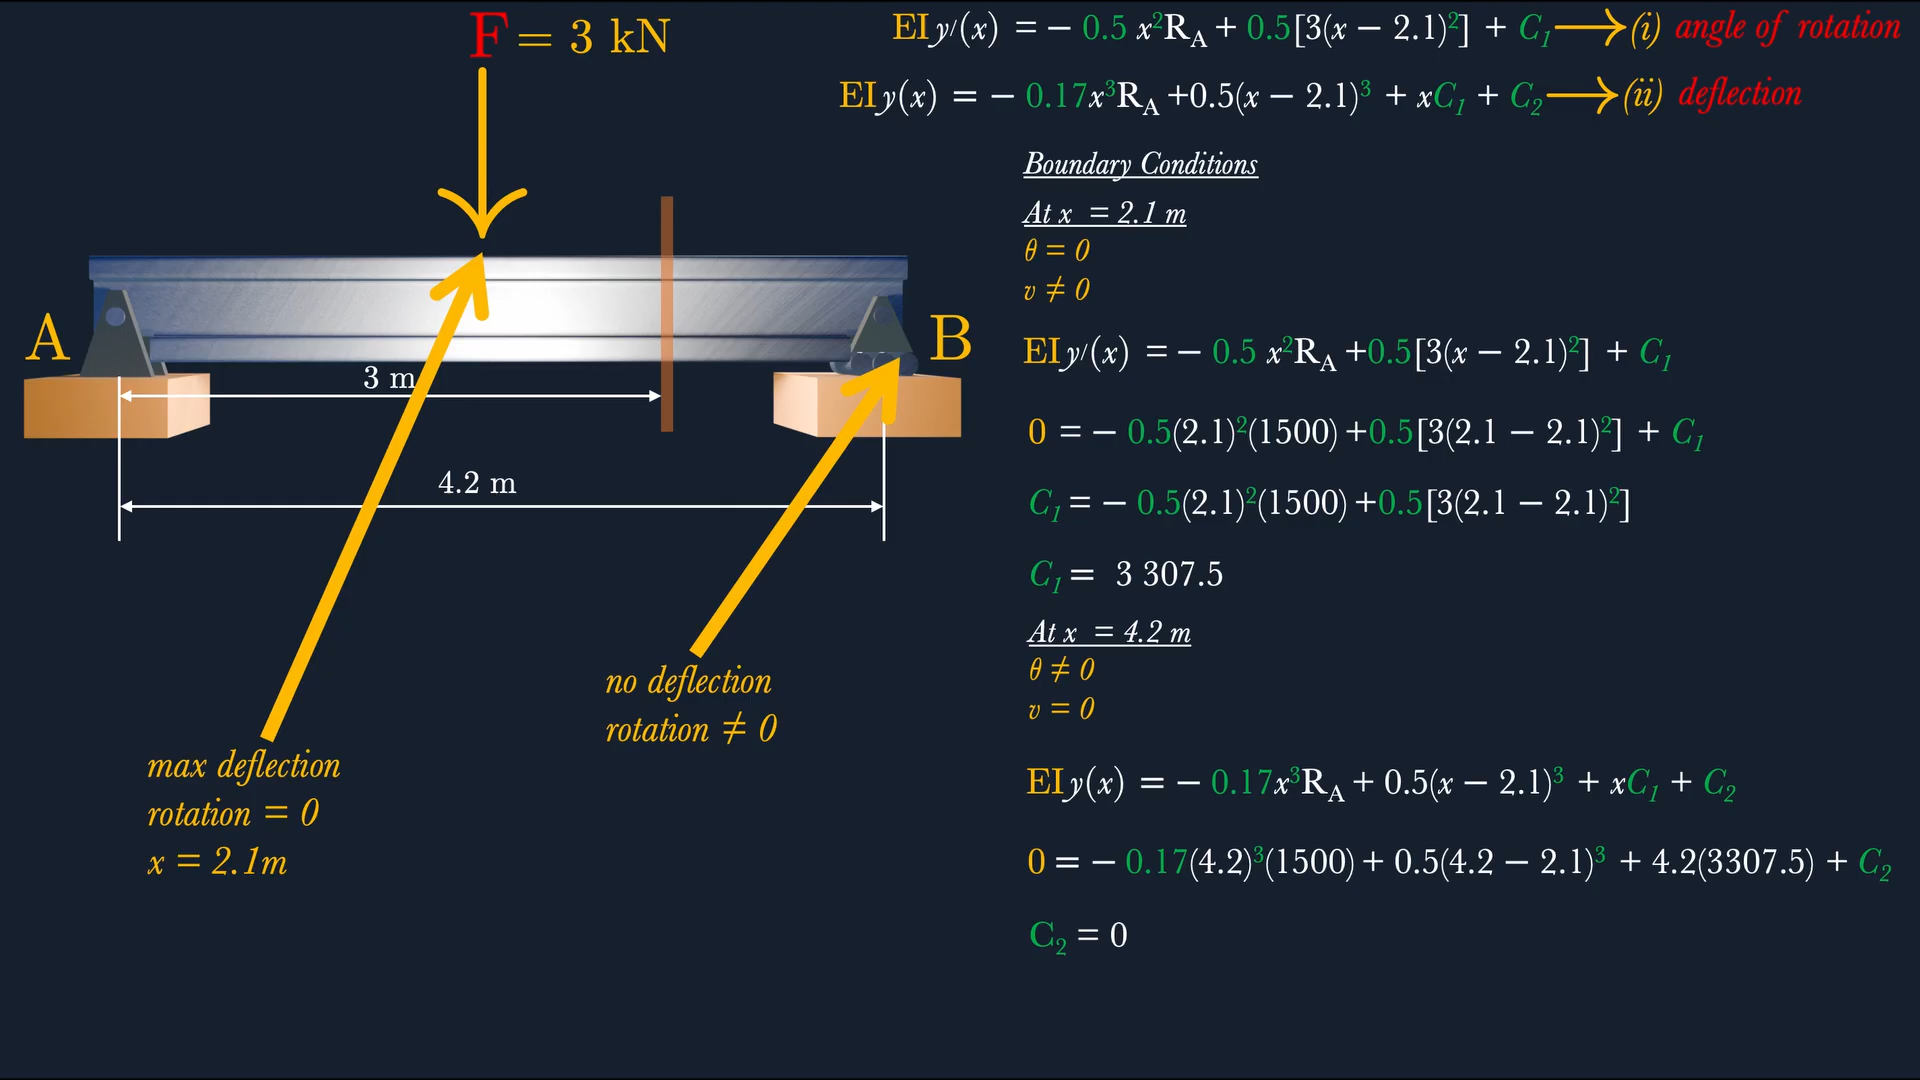 F = 3 kN
A
B
3 m
4.2 m
max deflection
rotation = 0
x = 2.1m
no deflection
rotation ≠ 0
EI y′(x) = − 0.5 x²R_A + 0.5[3(x − 2.1)²] + C₁ → (i) angle of rotation
EI y(x) = − 0.17x³R_A +0.5(x − 2.1)³ + xC₁ + C₂ → (ii) deflection
Boundary Conditions
At x = 2.1 m
θ = 0
v ≠ 0
EI y′(x) = − 0.5 x²R_A +0.5[3(x − 2.1)²] + C₁
0 = − 0.5(2.1)²(1500) +0.5[3(2.1 − 2.1)²] + C₁
C₁ = − 0.5(2.1)²(1500) +0.5[3(2.1 − 2.1)²]
C₁ = 3 307.5
At x = 4.2 m
θ ≠ 0
v = 0
EI y(x) = − 0.17x³R_A + 0.5(x − 2.1)³ + xC₁ + C₂
0 = − 0.17(4.2)³(1500) + 0.5(4.2 − 2.1)³ + 4.2(3307.5) + C₂
C₂ = 0